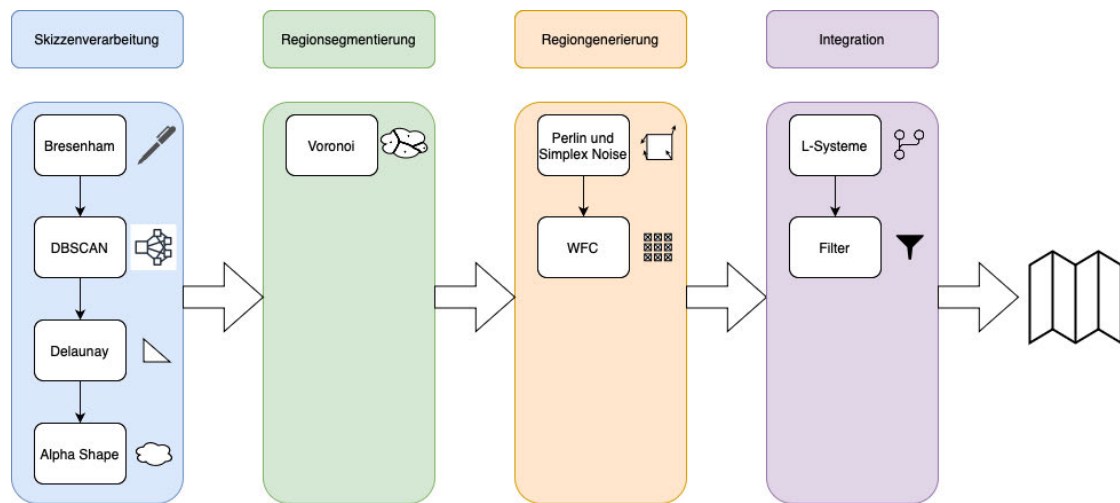 Skizzenverarbeitung
Regionsegmentierung
Regiongenerierung
Integration
Bresenham
DBSCAN
Delaunay
Alpha Shape
Voronoi
Perlin und
Simplex Noise
WFC
L-Systeme
Filter